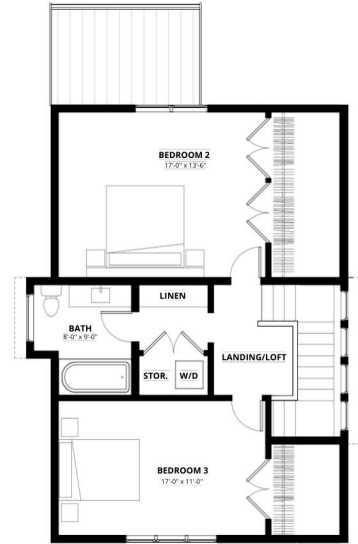 BEDROOM 2
17'-0" x 13'-6"
LINEN
BATH
8'-0" x 9'-0"
LANDING/LOFT
STOR. W/D
BEDROOM 3
17'-0" x 11'-0"